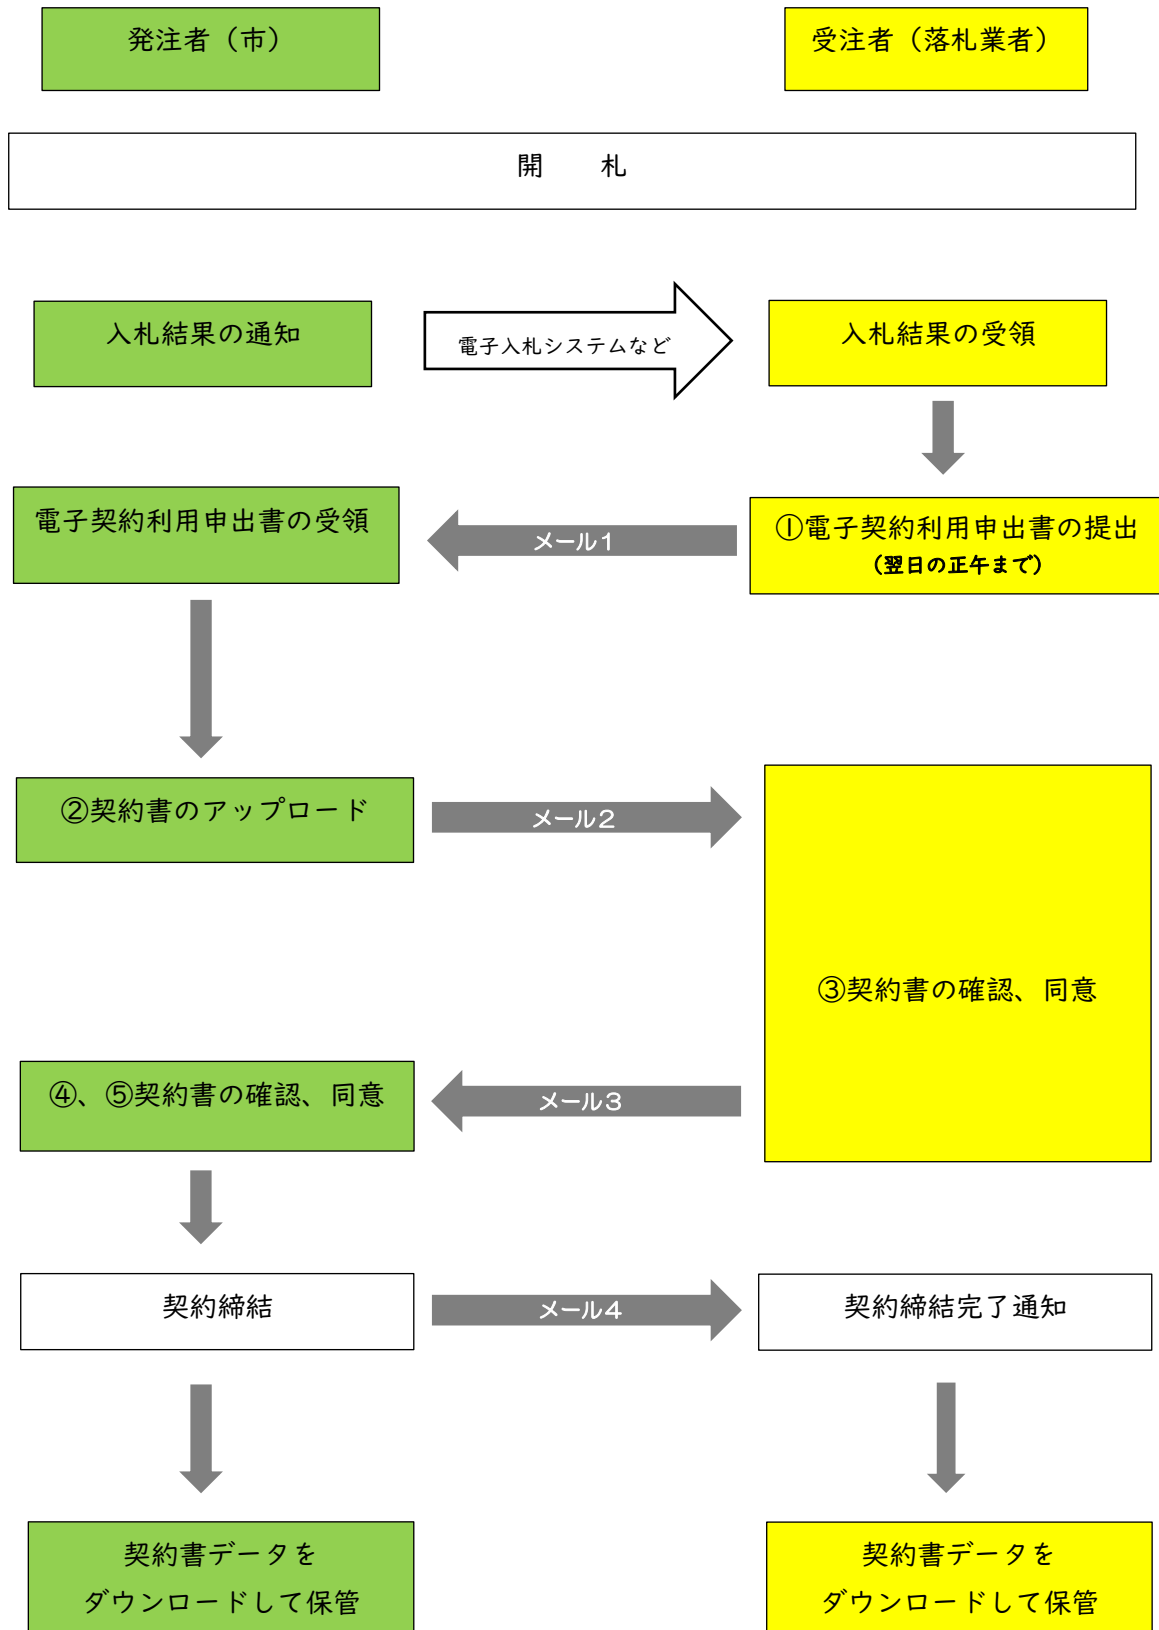 発注者（市）
受注者（落札業者）
開　　札
入札結果の通知
電子入札システムなど
入札結果の受領
電子契約利用申出書の受領
メール１
①電子契約利用申出書の提出
（翌日の正午まで）
②契約書のアップロード
メール２
③契約書の確認、同意
④、⑤契約書の確認、同意
メール３
契約締結
メール４
契約締結完了通知
契約書データを
ダウンロードして保管
契約書データを
ダウンロードして保管